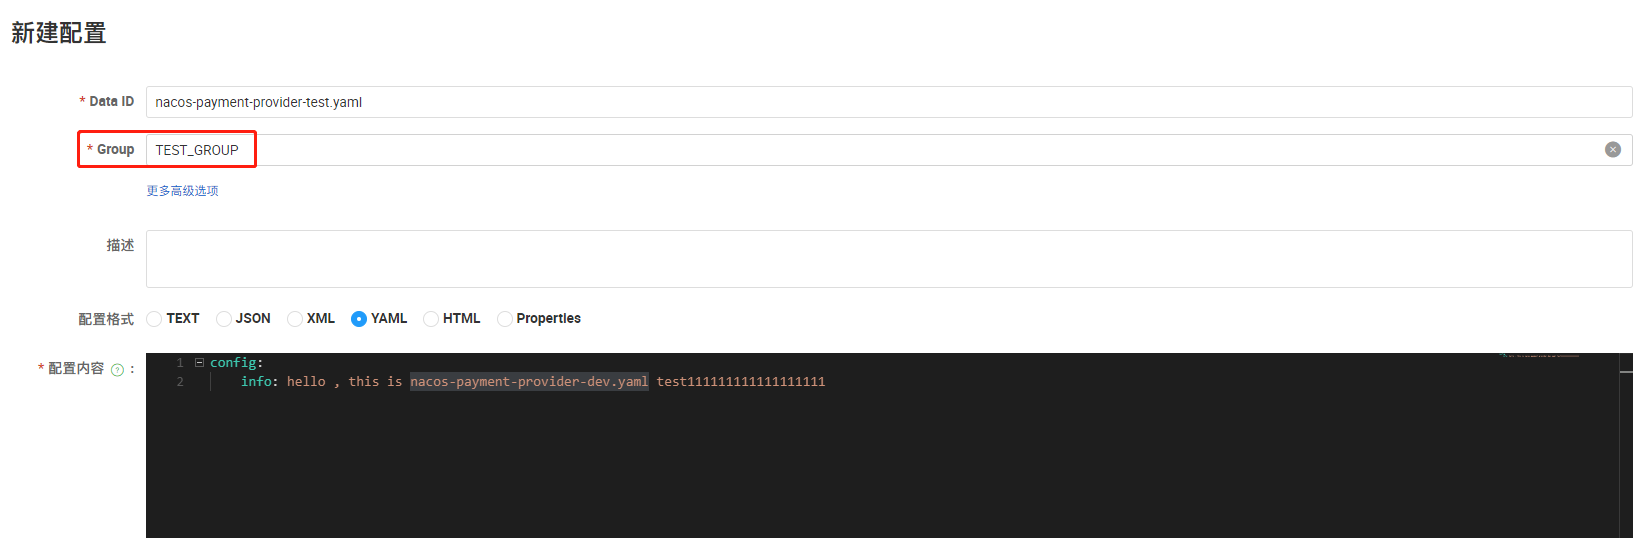 新建配置
* Data ID nacos-payment-provider-test.yaml
* Group TEST_GROUP
更多高级选项
描述
配置格式 TEXT JSON XML YAML HTML Properties
* 配置内容 ? :
1 config:
2 info: hello , this is nacos-payment-provider-dev.yaml test111111111111111111